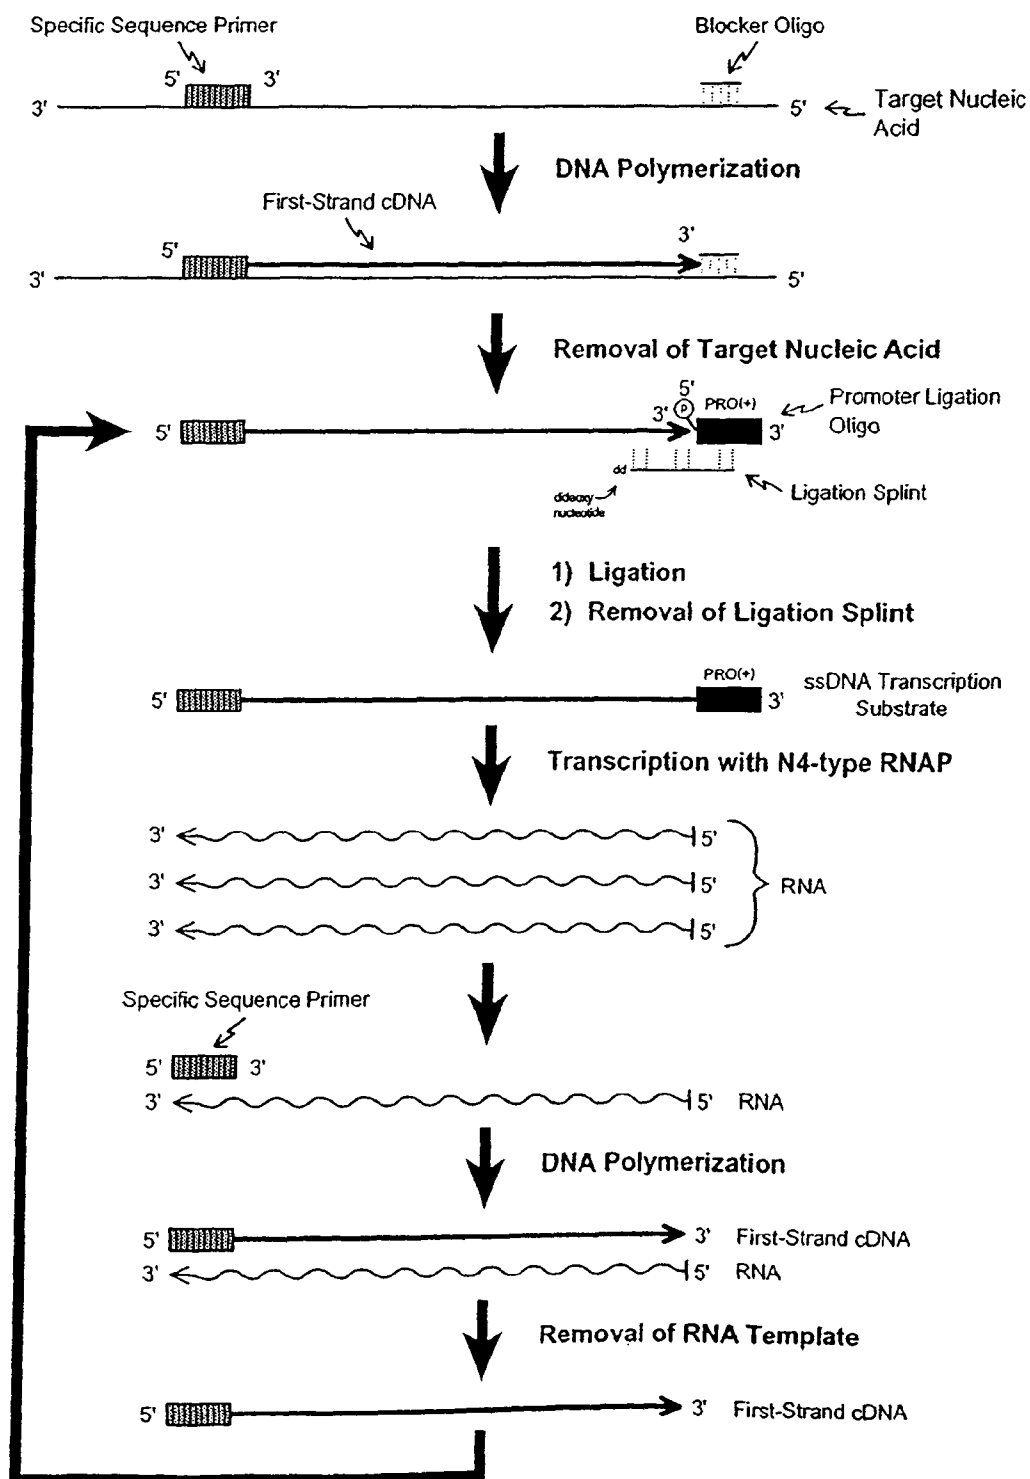 Specific Sequence Primer
Blocker Oligo
5' 3'
3' 5'
Target Nucleic
Acid
DNA Polymerization
First-Strand cDNA
5' 3'
3' 5'
Removal of Target Nucleic Acid
5'
P PRO(+)
Promoter Ligation
Oligo
5' 3' 3'
dd
dideoxy
nucleotide
Ligation Splint
1) Ligation
2) Removal of Ligation Splint
PRO(+)
5' 3'
ssDNA Transcription
Substrate
Transcription with N4-type RNAP
3' 5'
3' 5' RNA
3' 5'
Specific Sequence Primer
5' 3'
3' 5' RNA
DNA Polymerization
5' 3' First-Strand cDNA
3' 5' RNA
Removal of RNA Template
5' 3' First-Strand cDNA